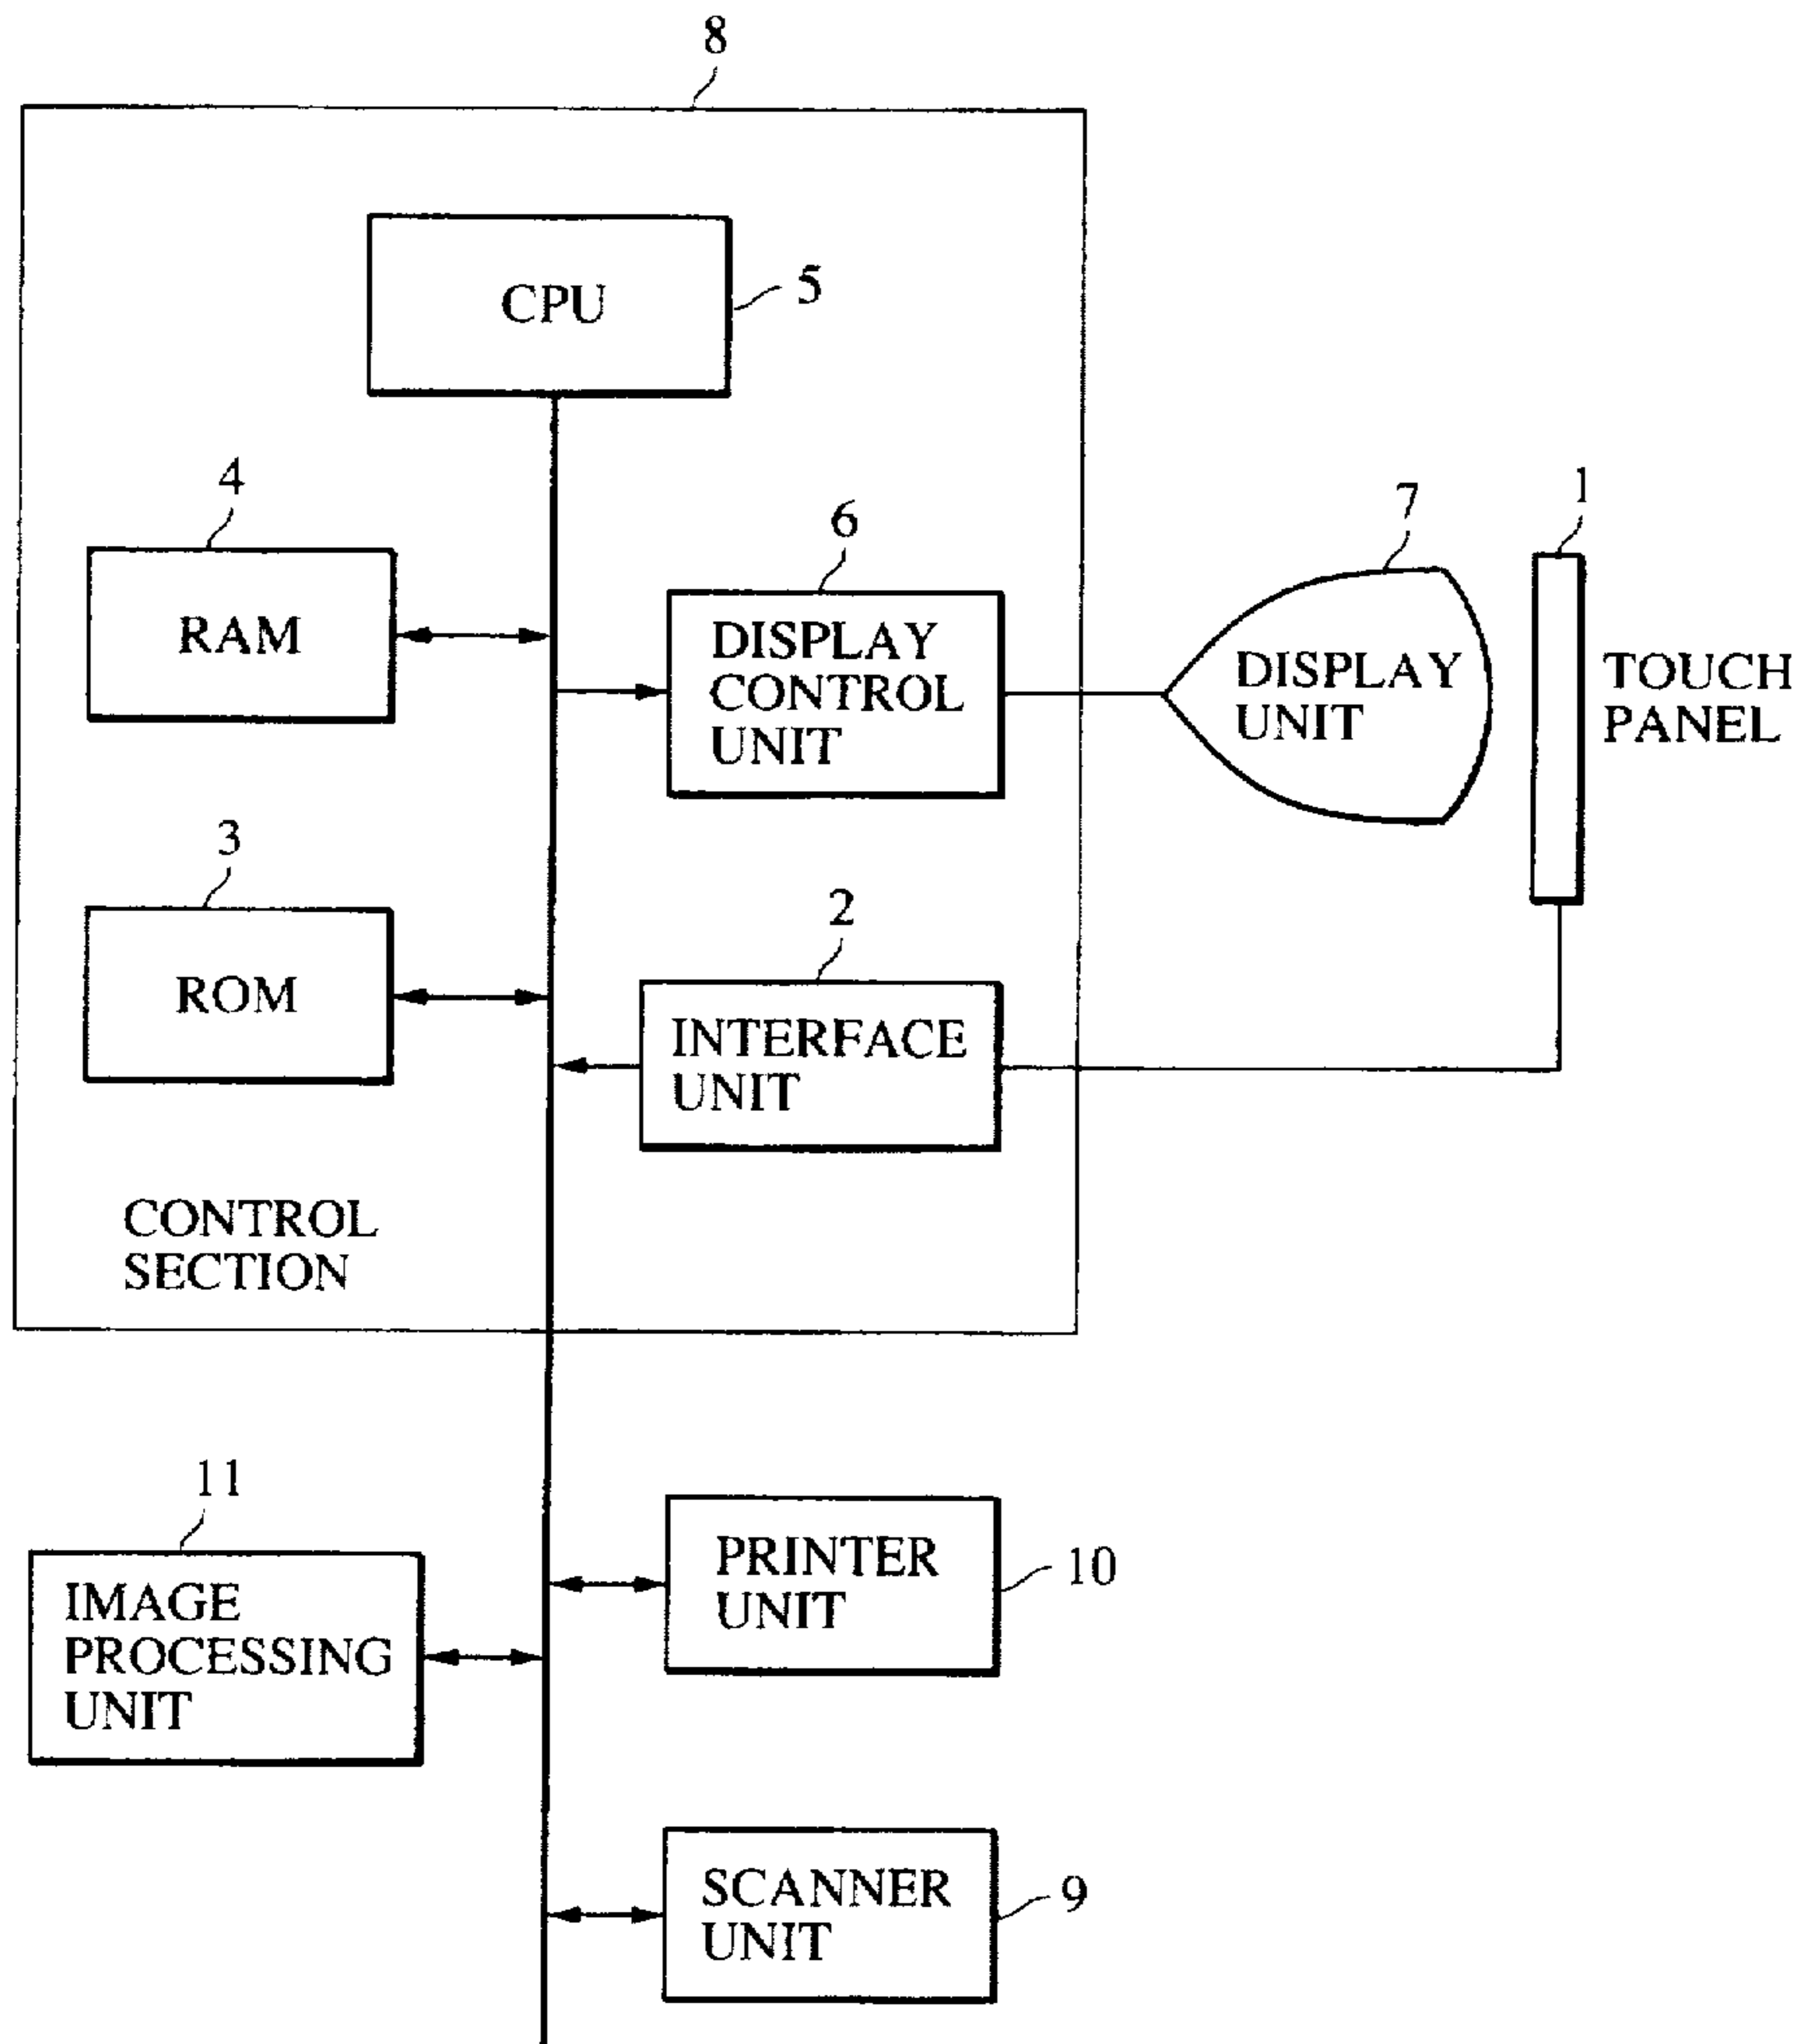 8
CPU
5
4
RAM
6
DISPLAY
CONTROL
UNIT
7
DISPLAY
UNIT
1
TOUCH
PANEL
3
ROM
2
INTERFACE
UNIT
CONTROL
SECTION
11
IMAGE
PROCESSING
UNIT
PRINTER
UNIT
10
SCANNER
UNIT
9